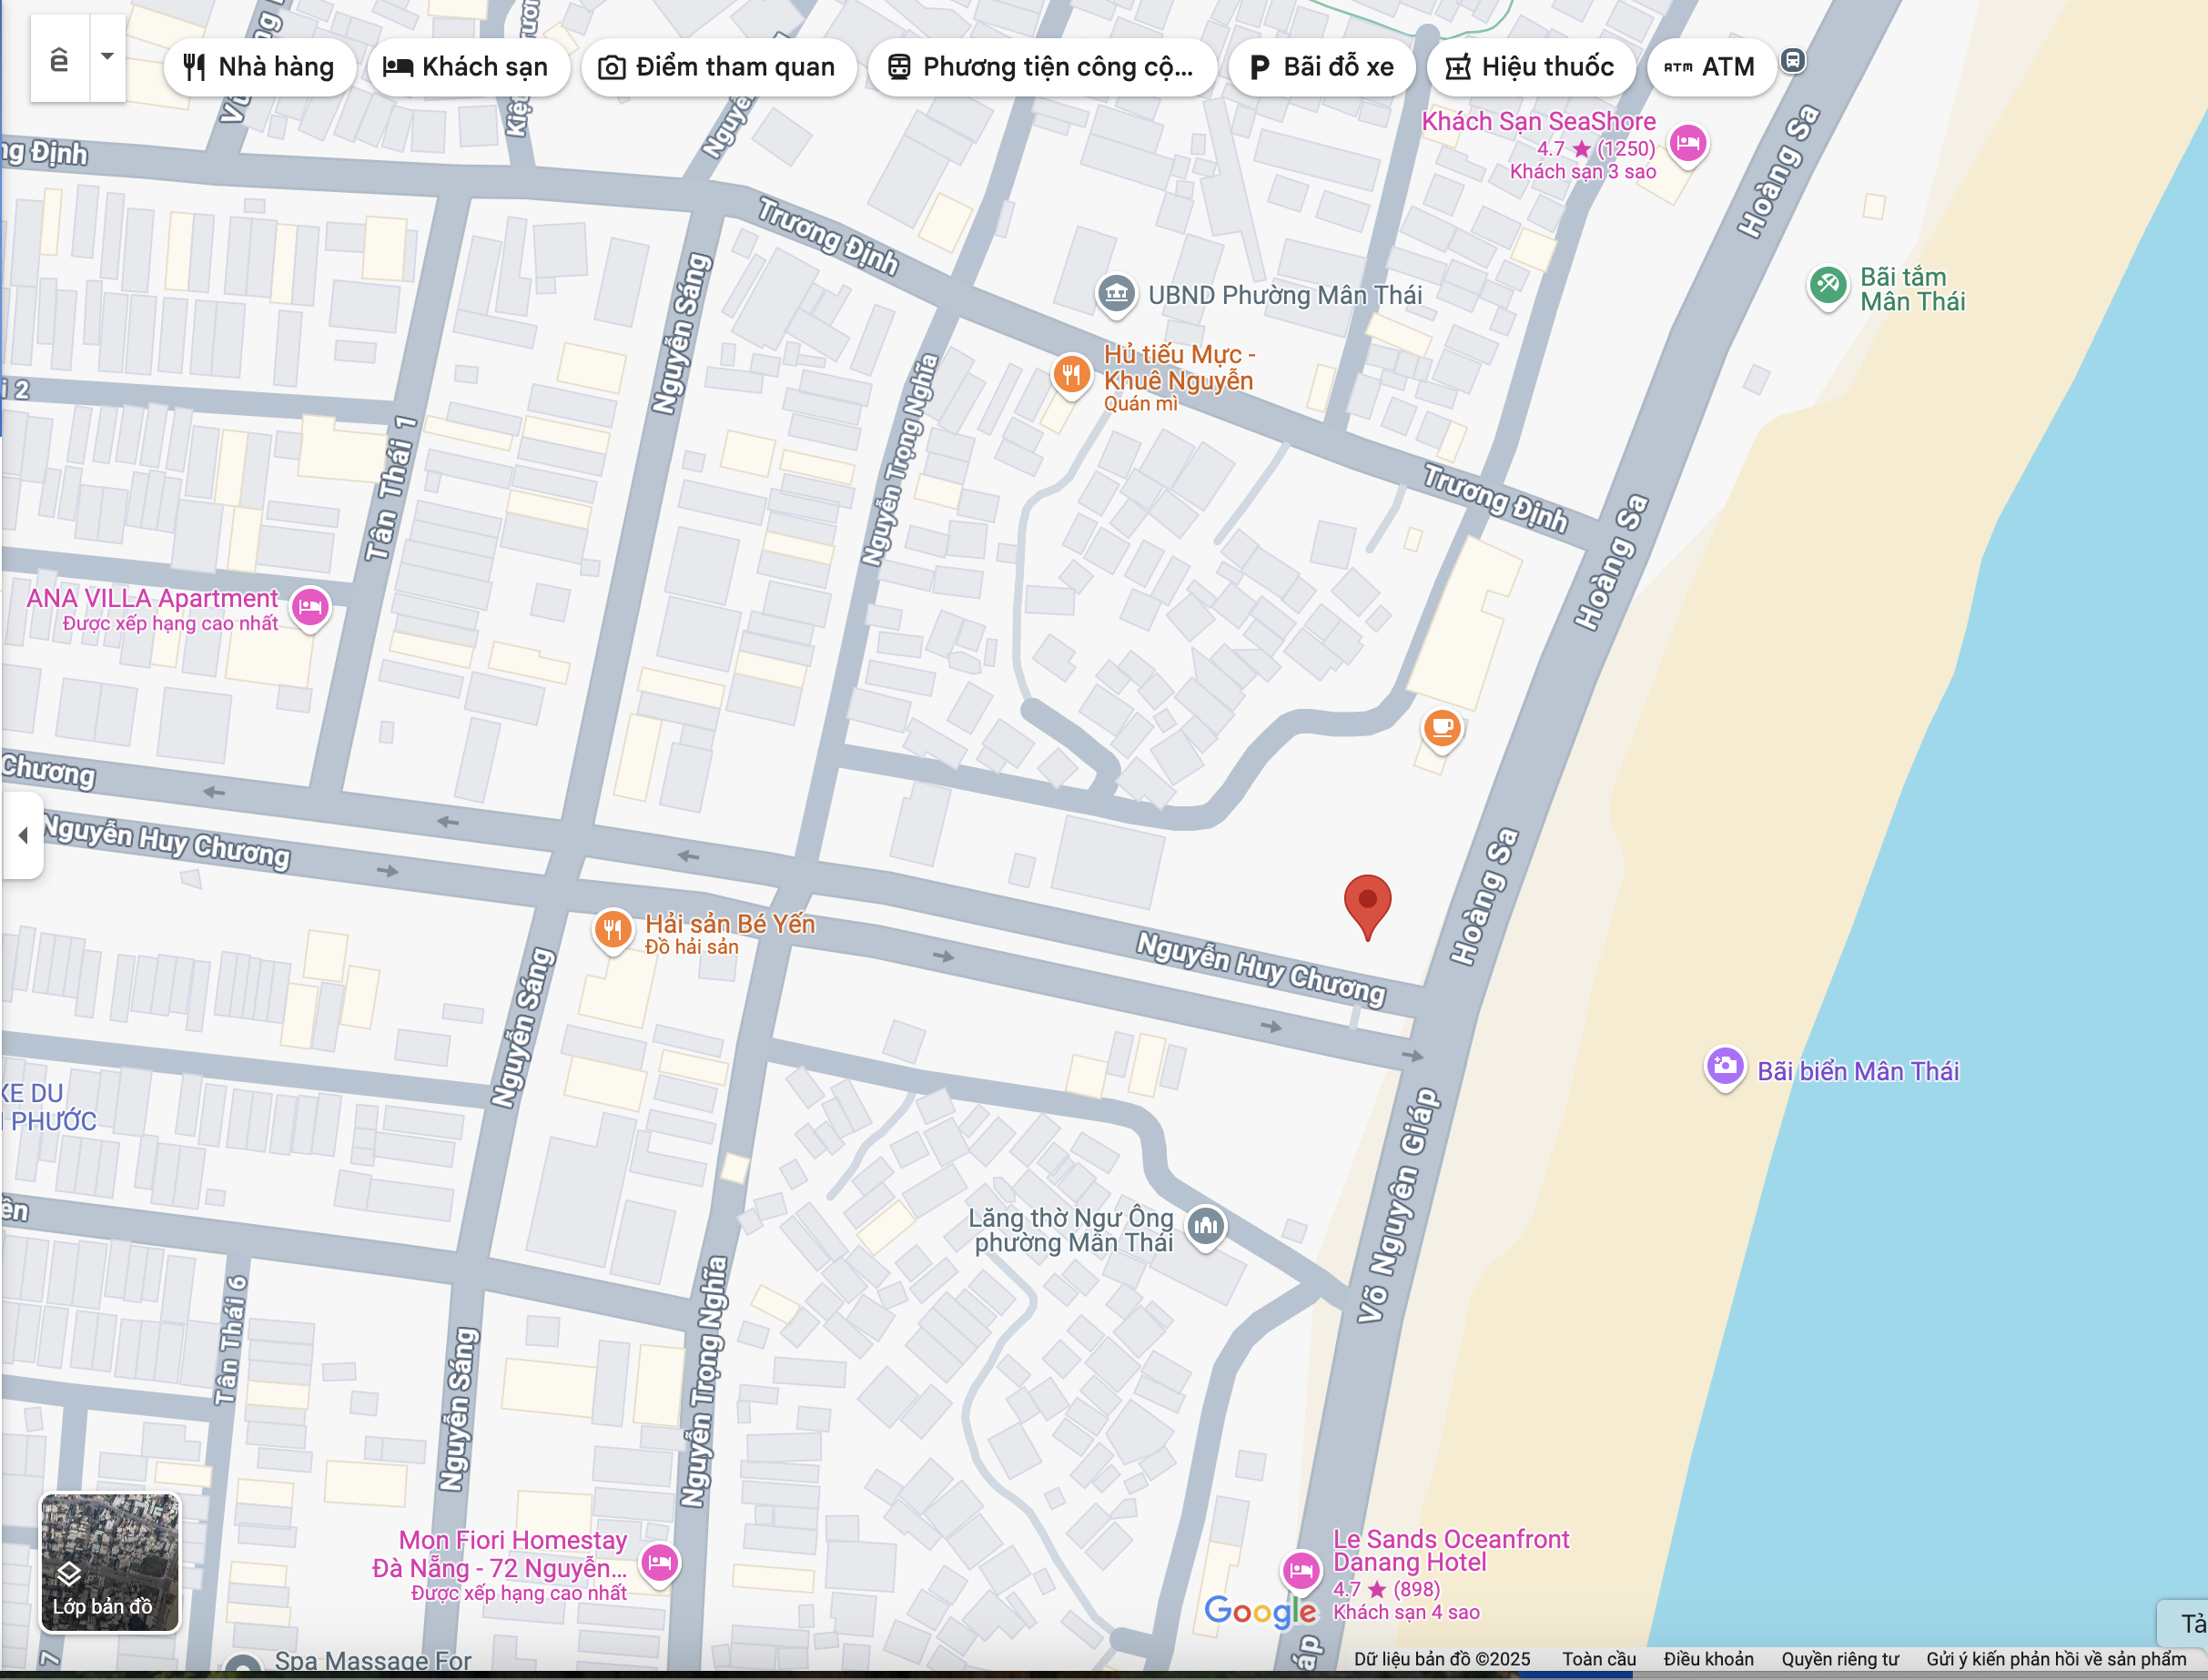 ê
Nhà hàng
Khách sạn
Điểm tham quan
Phương tiện công cộ...
Bãi đỗ xe
Hiệu thuốc
ATM ATM
Khách Sạn SeaShore
4.7 ★ (1250)
Khách sạn 3 sao
Hoàng Sa
Trương Định
Nguyễn Sáng
UBND Phường Mân Thái
Bãi tắm
Mân Thái
Hủ tiếu Mực -
Khuê Nguyễn
Quán mì
Nguyễn Trọng Nghĩa
Tân Thái 1
Trương Định
Hoàng Sa
ANA VILLA Apartment
Được xếp hạng cao nhất
Chương
Nguyễn Huy Chương
Hoàng Sa
Hải sản Bé Yến
Đồ hải sản
Nguyễn Huy Chương
Nguyễn Sáng
Bãi biển Mân Thái
XE DU
PHƯỚC
Võ Nguyên Giáp
Lăng thờ Ngư Ông
phường Mân Thái
Tân Thái 6
Nguyễn Sáng
Nguyễn Trọng Nghĩa
Mon Fiori Homestay
Đà Nẵng - 72 Nguyễn...
Được xếp hạng cao nhất
Le Sands Oceanfront
Danang Hotel
4.7 ★ (898)
Khách sạn 4 sao
Google
Lớp bản đồ
Spa Massage For
Dữ liệu bản đồ ©2025
Toàn cầu
Điều khoản
Quyền riêng tư
Gửi ý kiến phản hồi về sản phẩm